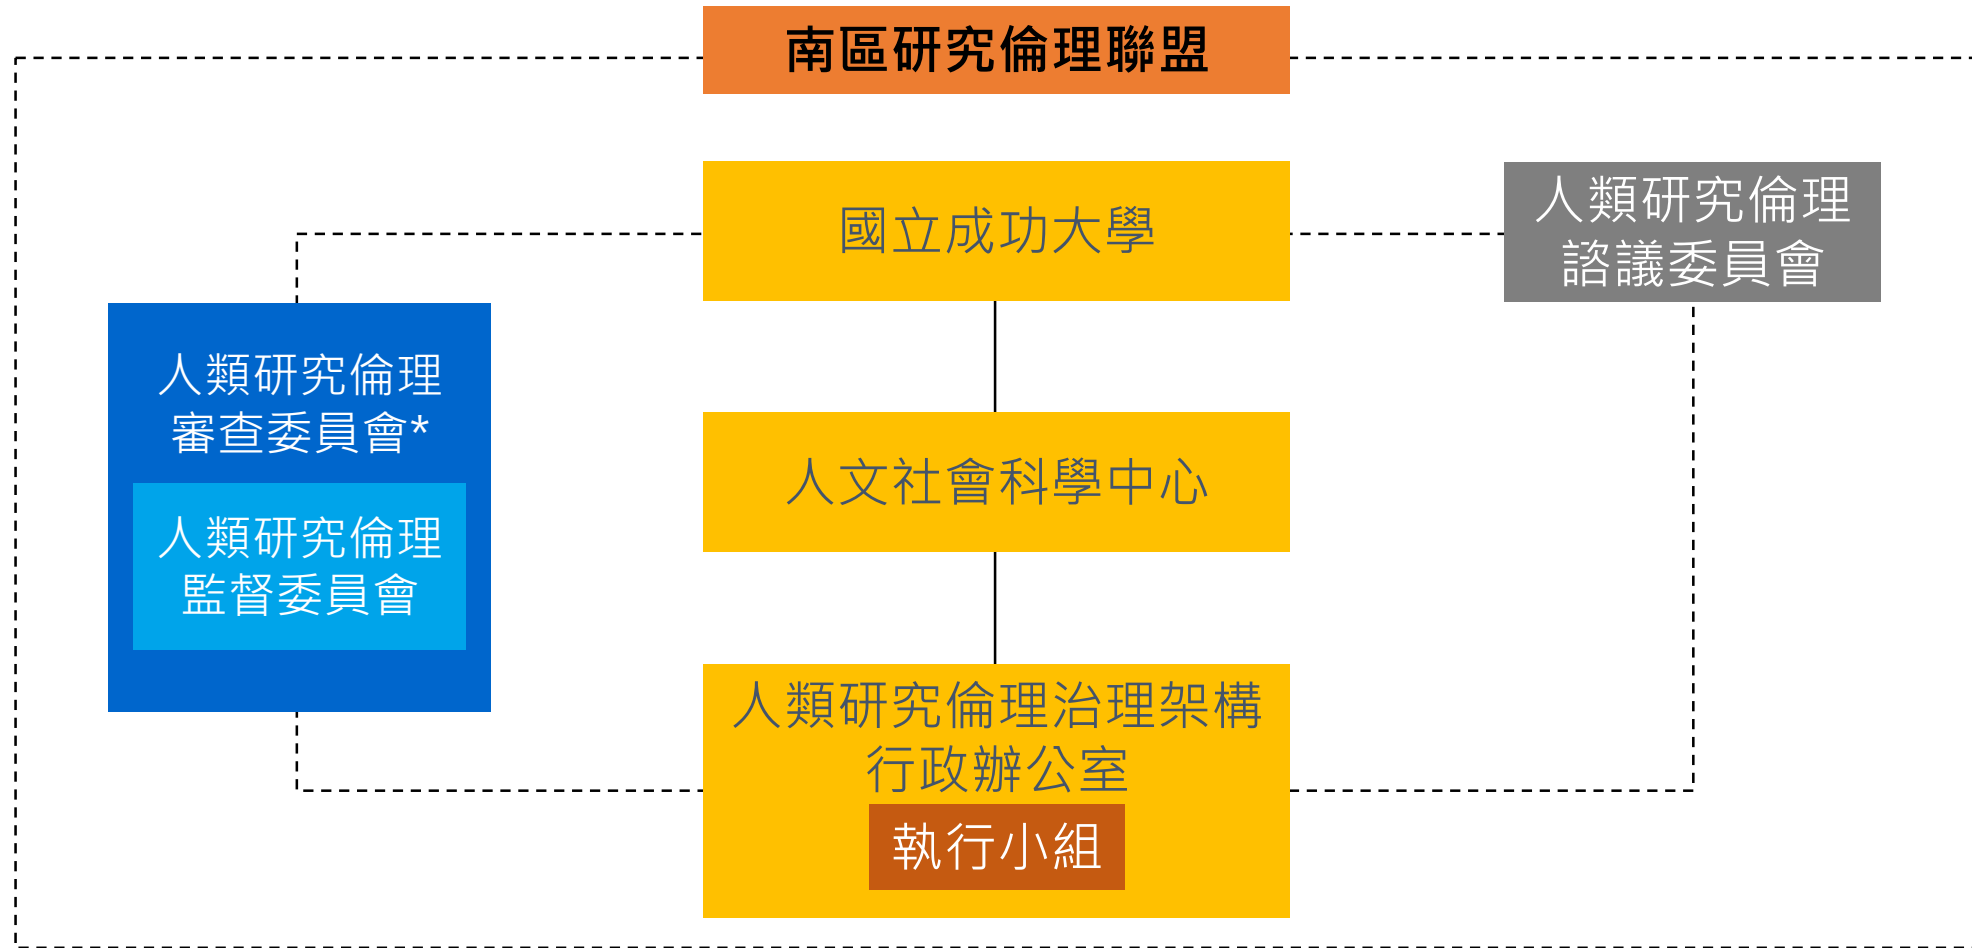 南區研究倫理聯盟
國立成功大學
人類研究倫理
諮議委員會
人類研究倫理
審查委員會*
人類研究倫理
監督委員會
人文社會科學中心
人類研究倫理治理架構
行政辦公室
執行小組